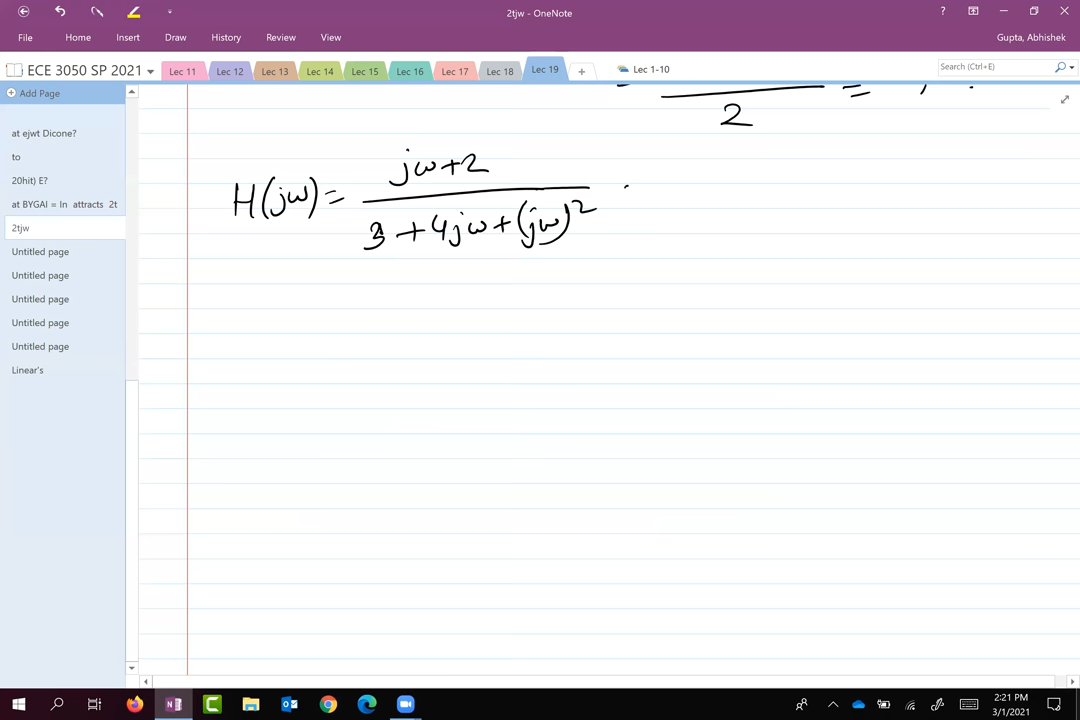 2tjw - OneNote
?
Gupta, Abhishek
File Home Insert Draw History Review View
ECE 3050 SP 2021 Lec 11 Lec 12 Lec 13 Lec 14 Lec 15 Lec 16 Lec 17 Lec 18 Lec 19 + Lec 1-10 Search (Ctrl+E)
Add Page
at ejwt Dicone?
to
20hit) E?
at BYGAI = ln attracts 2t
2tjw
Untitled page
Untitled page
Untitled page
Untitled page
Untitled page
Linear's
2
jω+2
H(jω)=
3+4jω+(jω)²
2:21 PM
3/1/2021